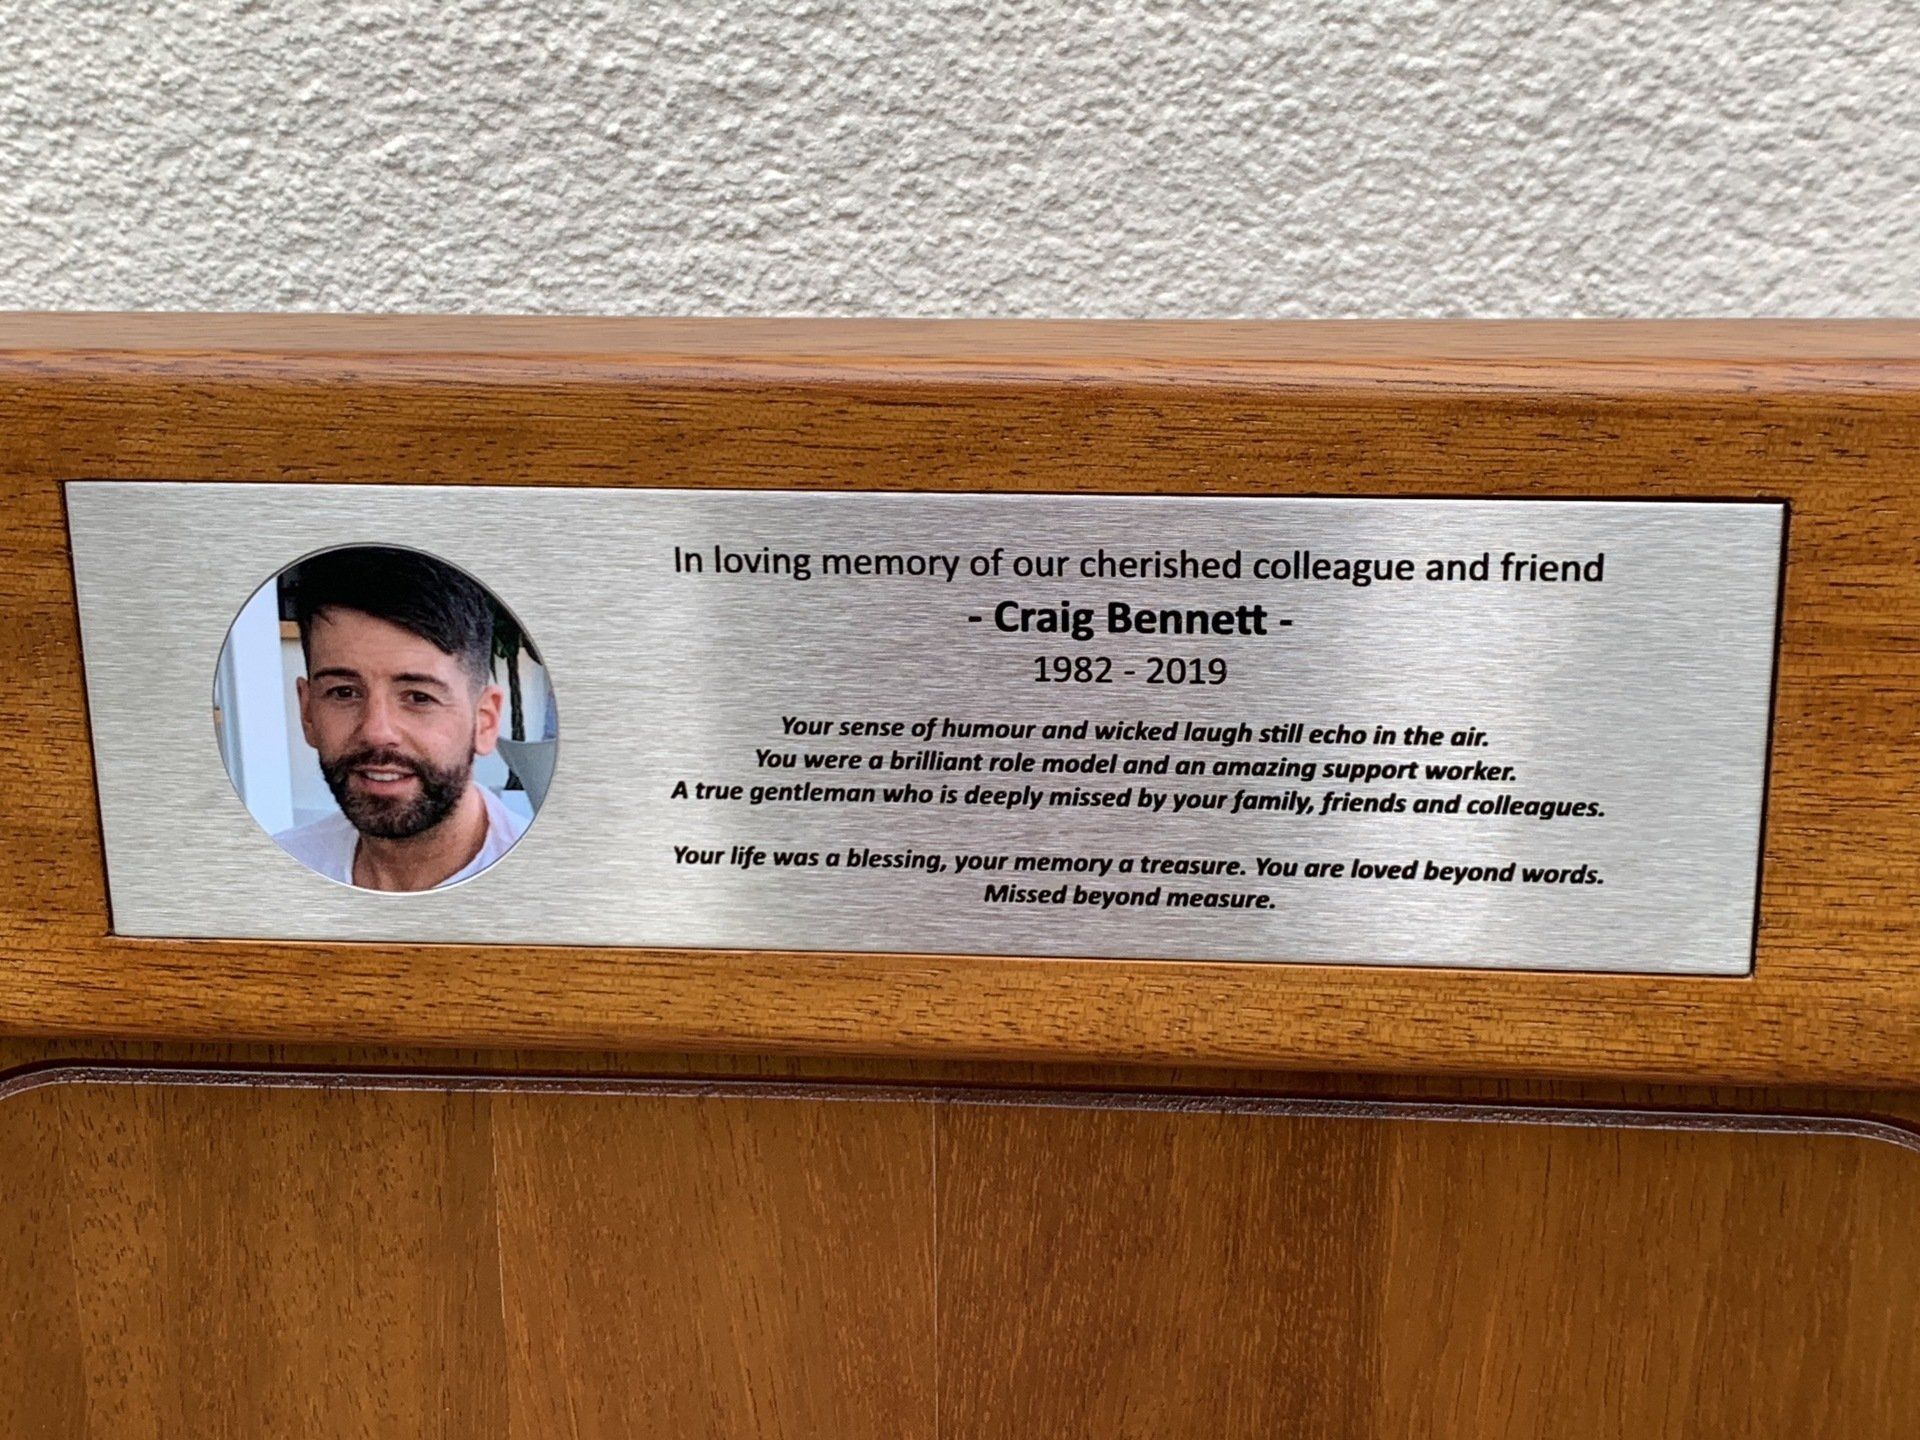 In loving memory of our cherished colleague and friend
- Craig Bennett -
1982 - 2019
Your sense of humour and wicked laugh still echo in the air.
You were a brilliant role model and an amazing support worker.
A true gentleman who is deeply missed by your family, friends and colleagues.
Your life was a blessing, your memory a treasure. You are loved beyond words.
Missed beyond measure.